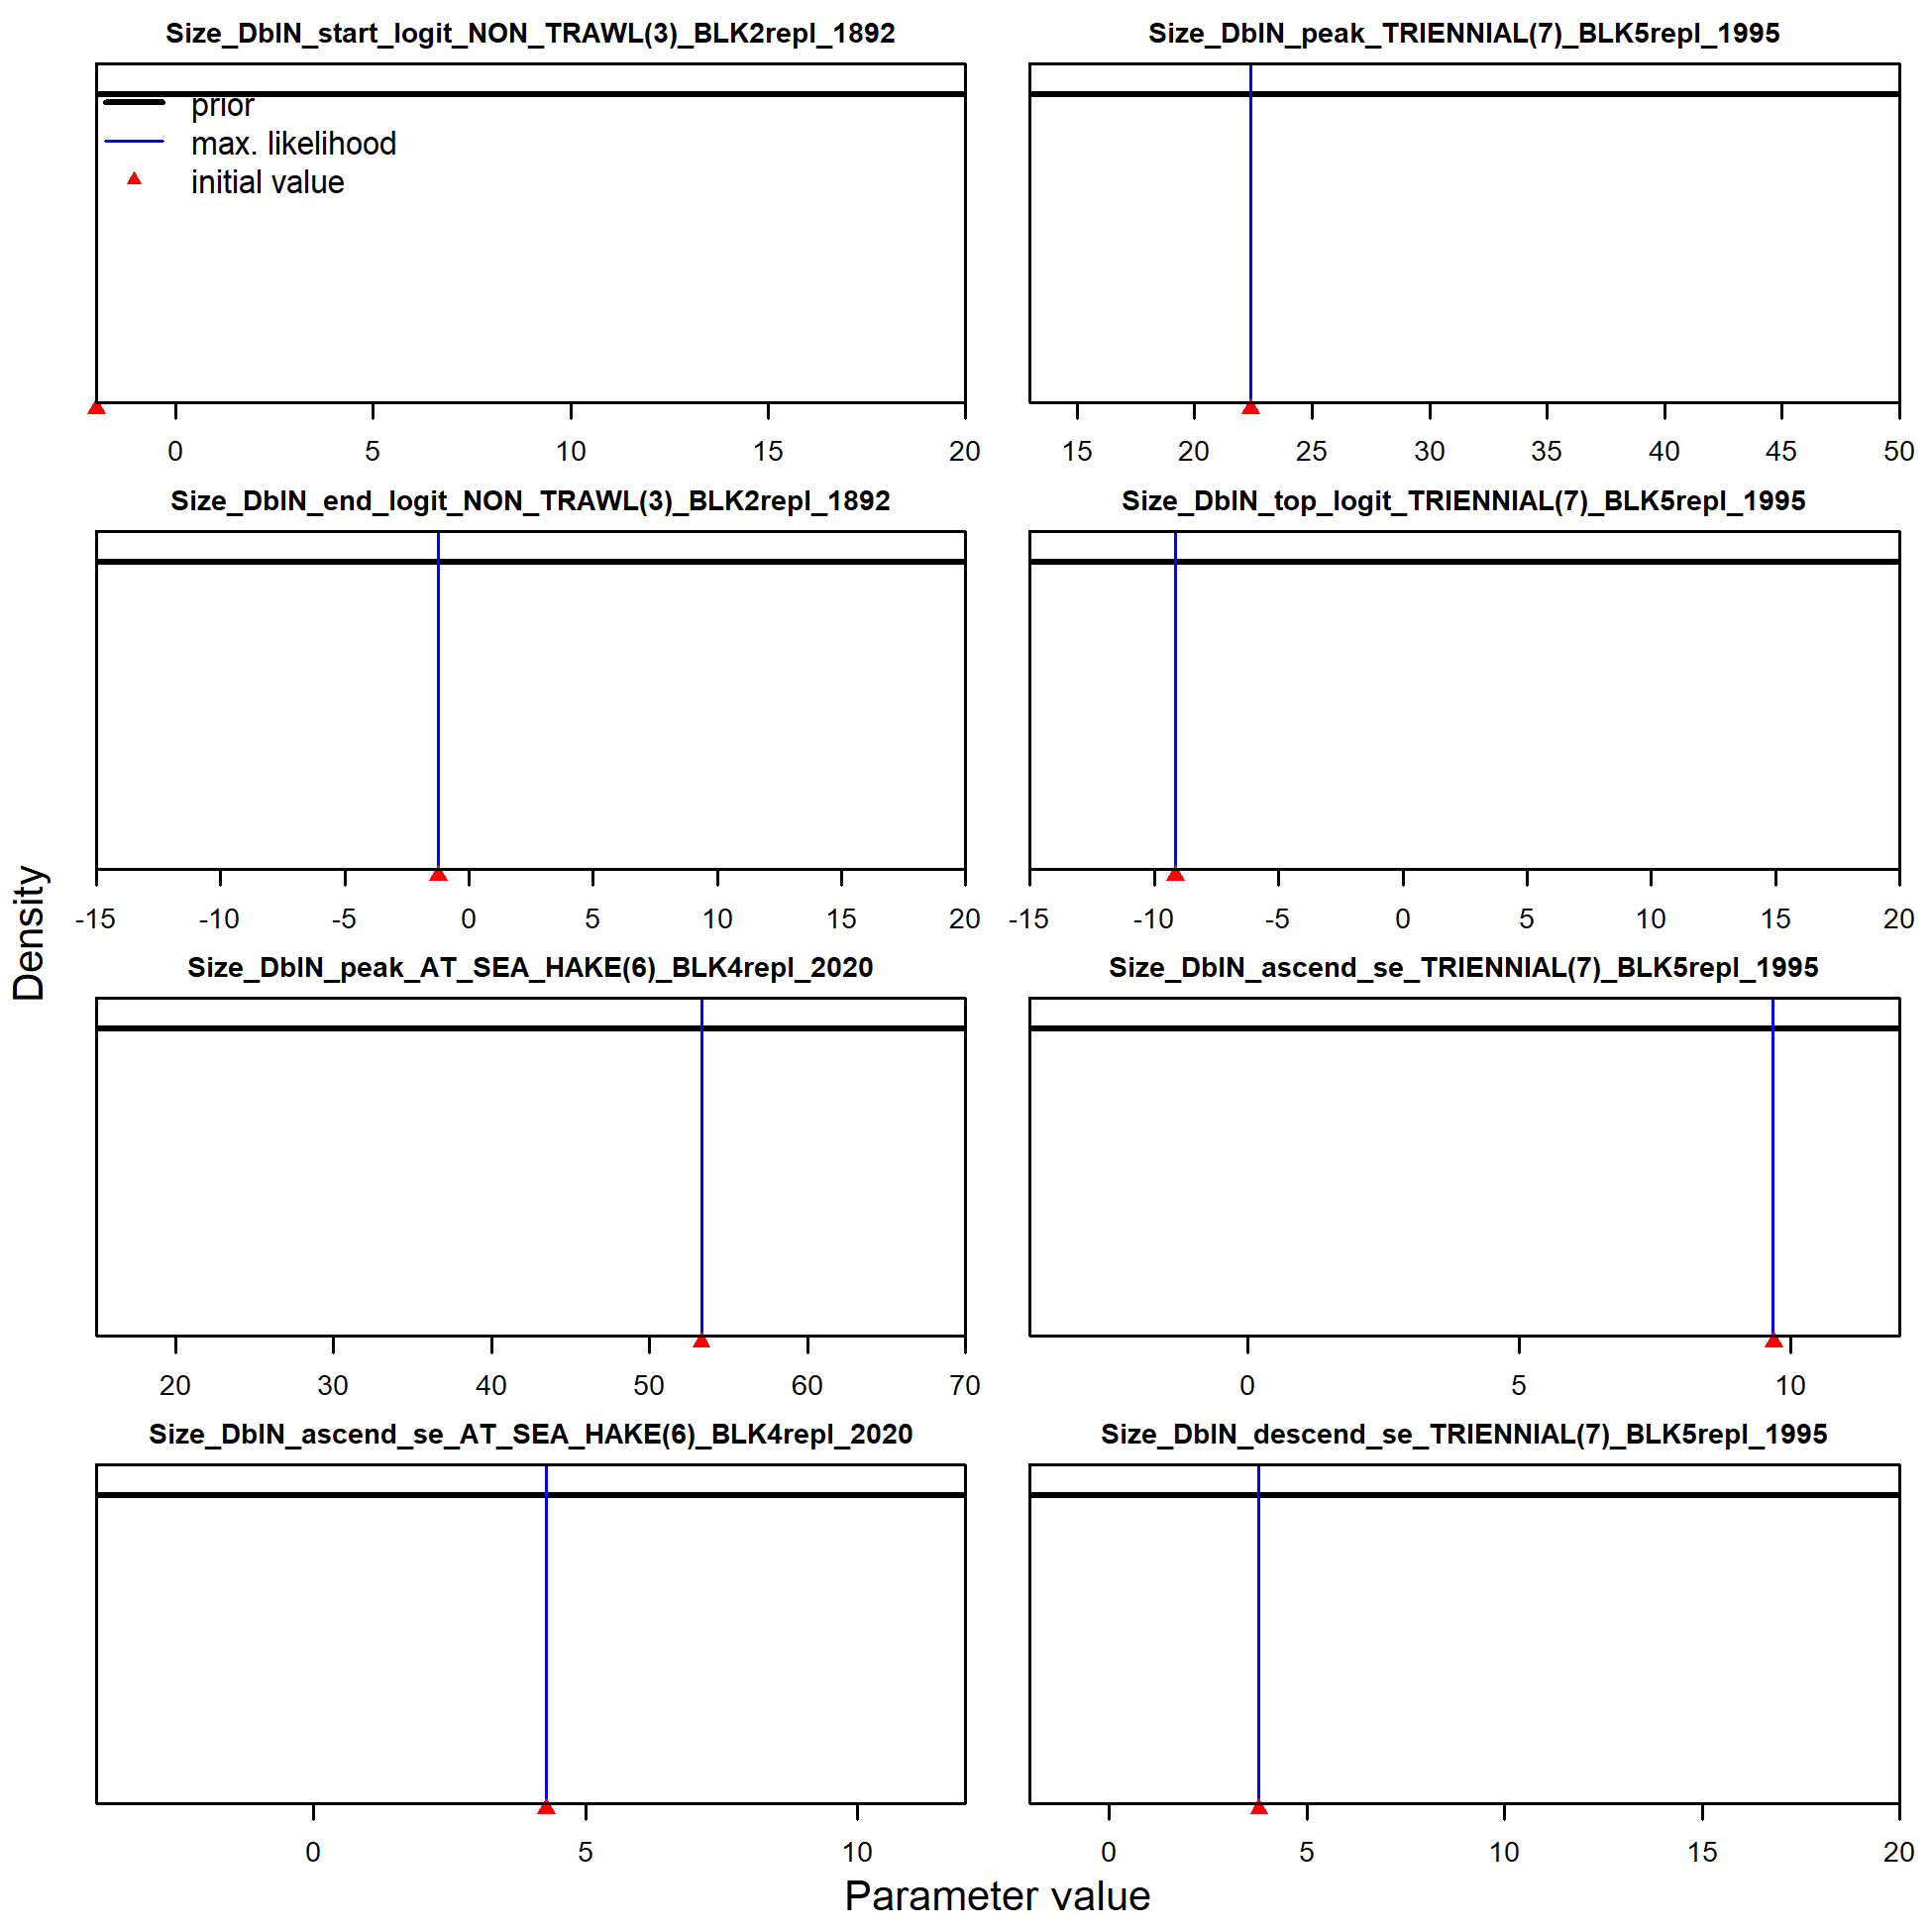 Size_DblN_start_logit_NON_TRAWL(3)_BLK2repl_1892
prior
max. likelihood
initial value
0 5 10 15 20
Size_DblN_peak_TRIENNIAL(7)_BLK5repl_1995
15 20 25 30 35 40 45 50
Size_DblN_end_logit_NON_TRAWL(3)_BLK2repl_1892
-15 -10 -5 0 5 10 15 20
Size_DblN_top_logit_TRIENNIAL(7)_BLK5repl_1995
-15 -10 -5 0 5 10 15 20
Density
Size_DblN_peak_AT_SEA_HAKE(6)_BLK4repl_2020
20 30 40 50 60 70
Size_DblN_ascend_se_TRIENNIAL(7)_BLK5repl_1995
0 5 10
Size_DblN_ascend_se_AT_SEA_HAKE(6)_BLK4repl_2020
0 5 10
Size_DblN_descend_se_TRIENNIAL(7)_BLK5repl_1995
0 5 10 15 20
Parameter value